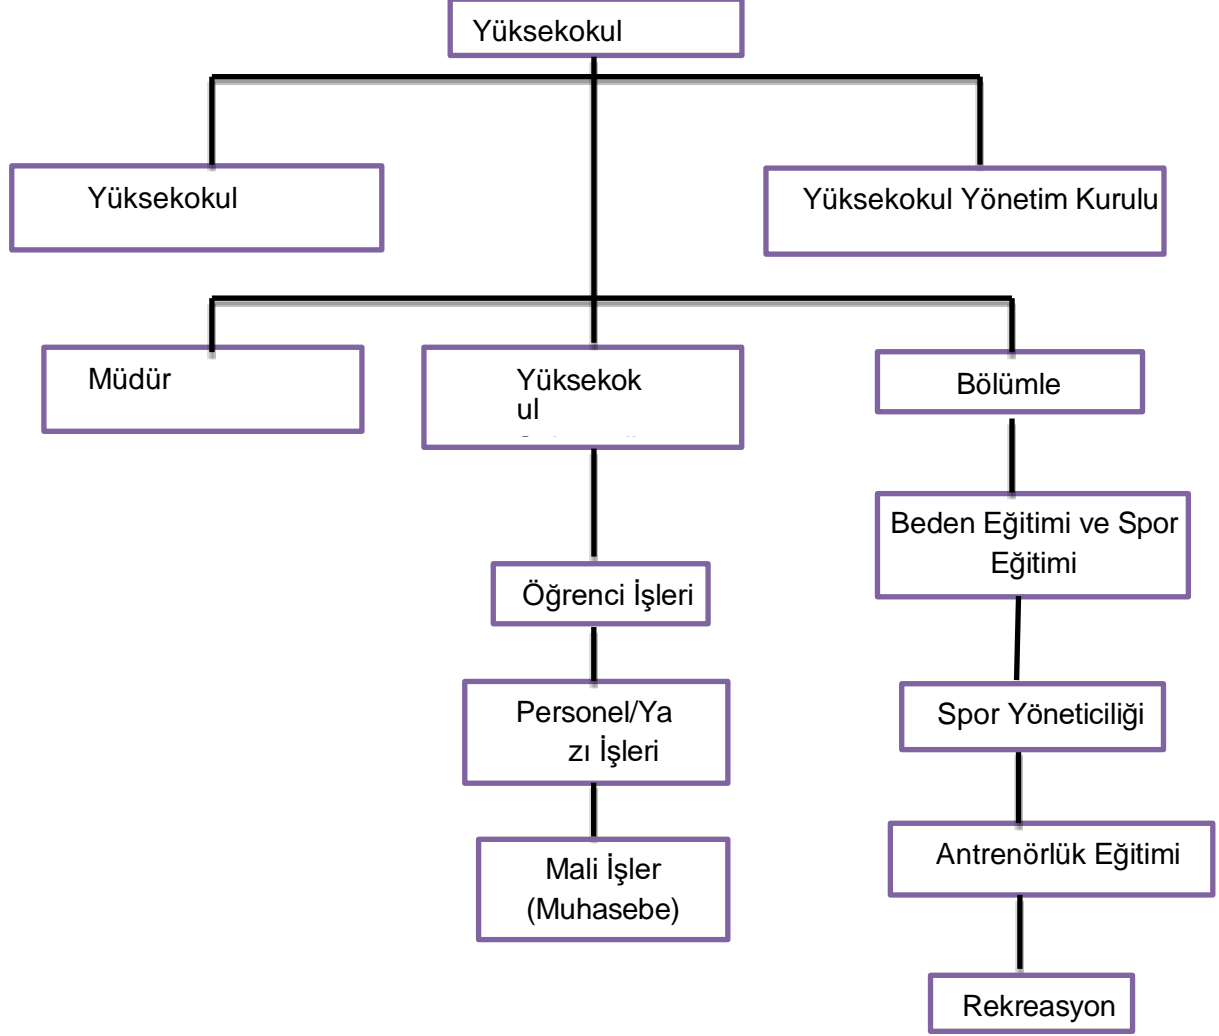 Yüksekokul
Yüksekokul
Yüksekokul Yönetim Kurulu
Müdür
Yüksekok
ul
Bölümle
Beden Eğitimi ve Spor
Eğitimi
Öğrenci İşleri
Personel/Ya
zı İşleri
Spor Yöneticiliği
Mali İşler
(Muhasebe)
Antrenörlük Eğitimi
Rekreasyon